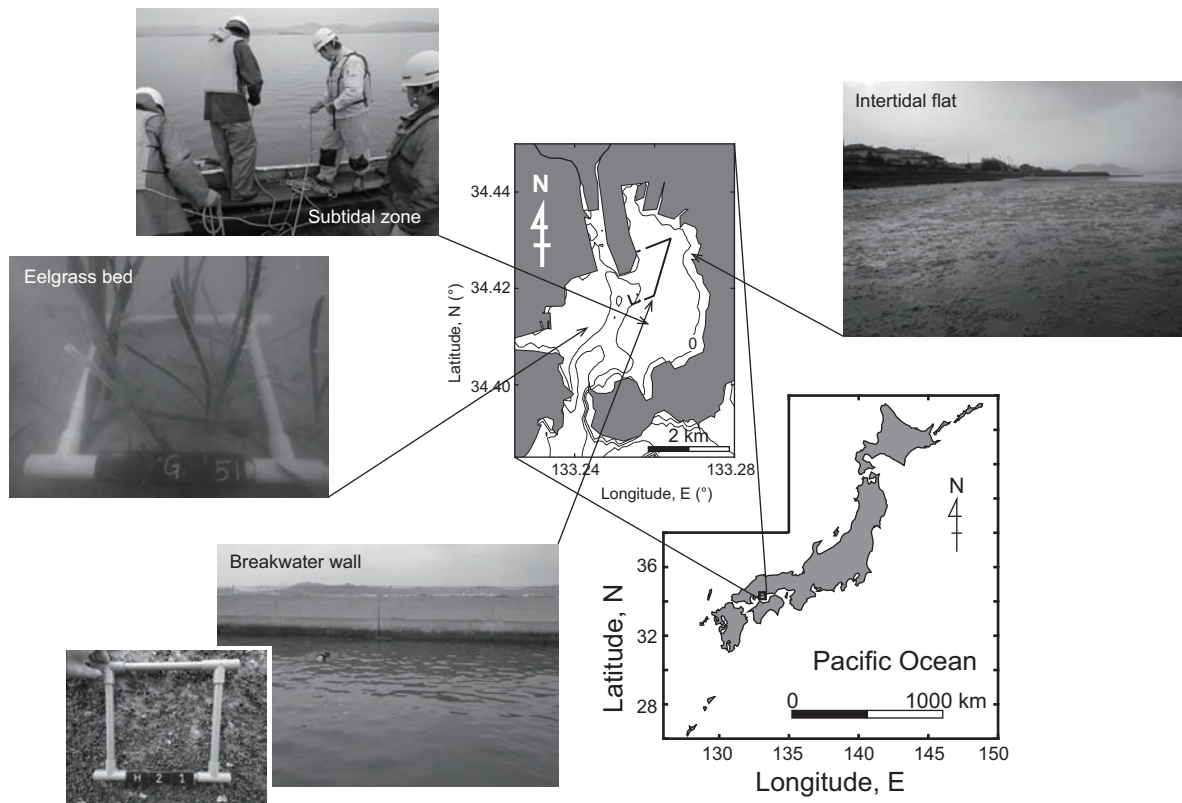 Subtidal zone
Intertidal flat
Eelgrass bed
G 51
Breakwater wall
H 2 1
N
34.44
34.42
34.40
Latitude, N (°)
0
2 km
133.24
133.28
Longitude, E (°)
N
36
32
28
Latitude, N
Pacific Ocean
0 1000 km
130 135 140 145 150
Longitude, E